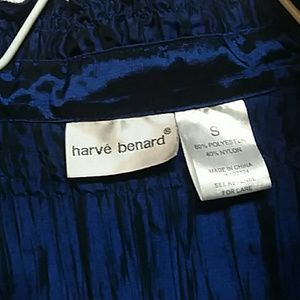 harvé benard®
S
60% POLYESTER
40% NYLON
MADE IN CHINA
SEE REVERSE
FOR CARE